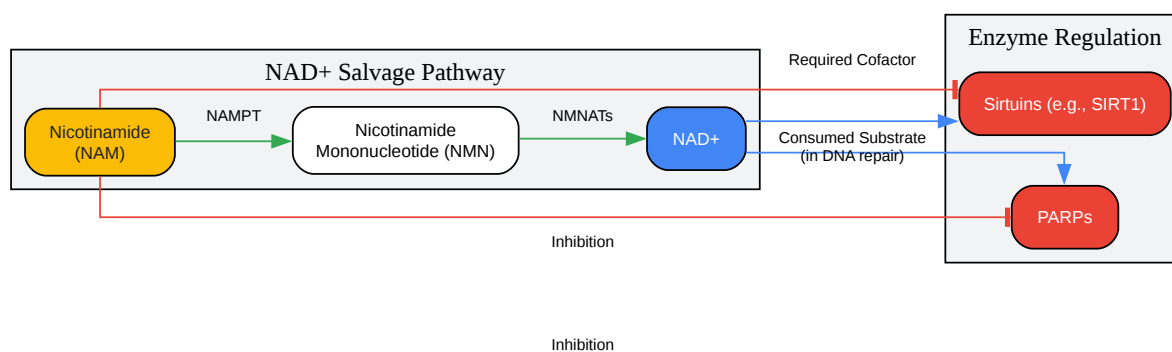 Enzyme Regulation
NAD+ Salvage Pathway
Required Cofactor
Sirtuins (e.g., SIRT1)
Nicotinamide
(NAM)
NAMPT
Nicotinamide
Mononucleotide (NMN)
NMNATs
NAD+
Consumed Substrate
(in DNA repair)
PARPs
Inhibition
Inhibition